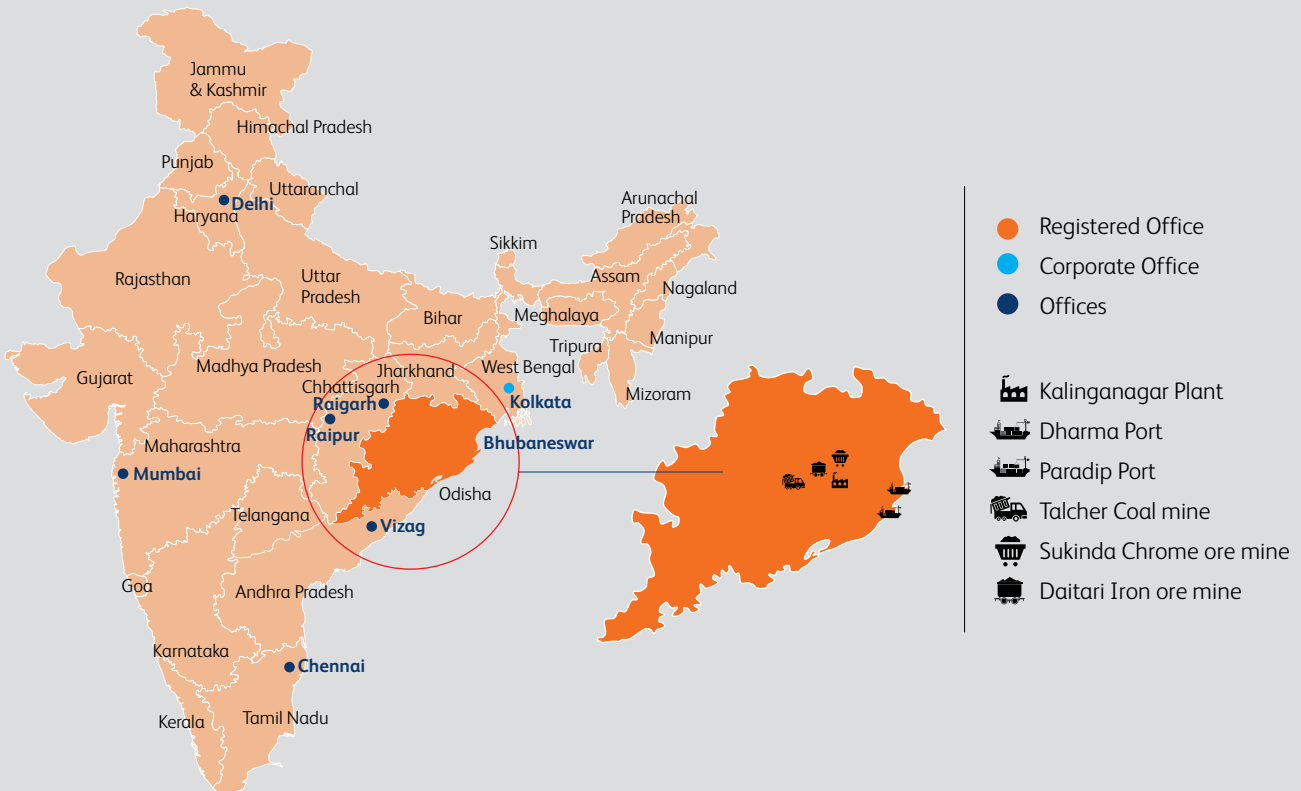 Jammu
& Kashmir
Himachal Pradesh
Punjab
Uttaranchal
Delhi
Haryana
Arunachal
Pradesh
Sikkim
Rajasthan
Uttar
Pradesh
Assam
Nagaland
Bihar
Meghalaya
Manipur
Tripura
Madhya Pradesh
Jharkhand
West Bengal
Gujarat
Chhattisgarh
Mizoram
Raigarh
Kolkata
Raipur
Bhubaneswar
Maharashtra
Mumbai
Odisha
Telangana
Vizag
Goa
Andhra Pradesh
Karnataka
Chennai
Kerala
Tamil Nadu
Registered Office
Corporate Office
Offices
Kalinganagar Plant
Dharma Port
Paradip Port
Talcher Coal mine
Sukinda Chrome ore mine
Daitari Iron ore mine